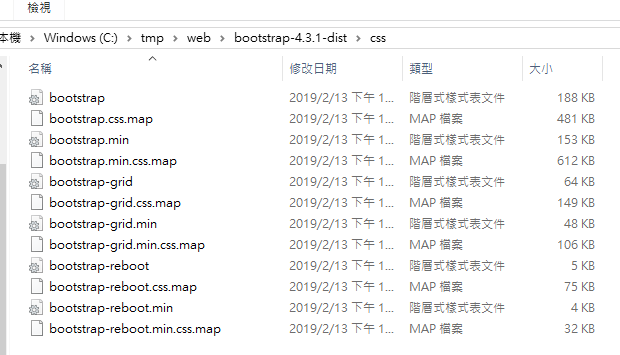 檢視
本機 > Windows (C:) > tmp > web > bootstrap-4.3.1-dist > css
名稱 修改日期 類型 大小
bootstrap 2019/2/13 下午 1... 階層式樣式表文件 188 KB
bootstrap.css.map 2019/2/13 下午 1... MAP 檔案 481 KB
bootstrap.min 2019/2/13 下午 1... 階層式樣式表文件 153 KB
bootstrap.min.css.map 2019/2/13 下午 1... MAP 檔案 612 KB
bootstrap-grid 2019/2/13 下午 1... 階層式樣式表文件 64 KB
bootstrap-grid.css.map 2019/2/13 下午 1... MAP 檔案 149 KB
bootstrap-grid.min 2019/2/13 下午 1... 階層式樣式表文件 48 KB
bootstrap-grid.min.css.map 2019/2/13 下午 1... MAP 檔案 106 KB
bootstrap-reboot 2019/2/13 下午 1... 階層式樣式表文件 5 KB
bootstrap-reboot.css.map 2019/2/13 下午 1... MAP 檔案 75 KB
bootstrap-reboot.min 2019/2/13 下午 1... 階層式樣式表文件 4 KB
bootstrap-reboot.min.css.map 2019/2/13 下午 1... MAP 檔案 32 KB